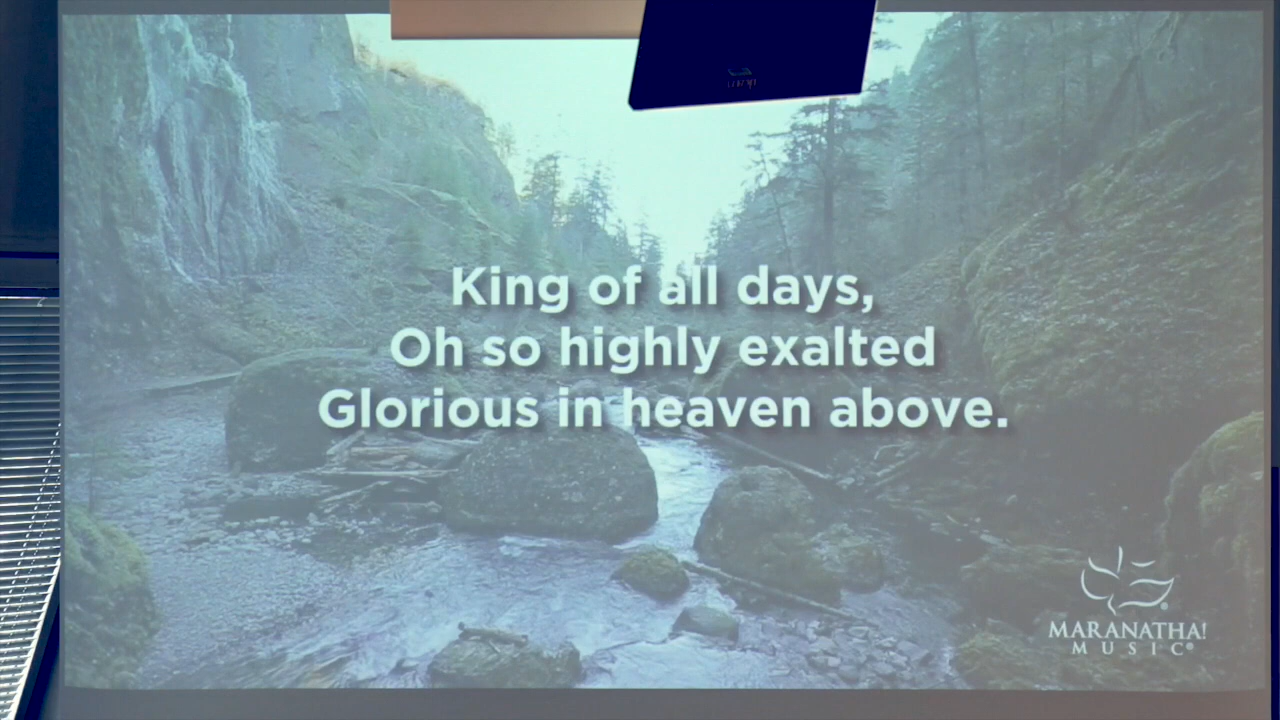 King of all days,
Oh so highly exalted
Glorious in heaven above.
MARANATHA!
MUSIC®